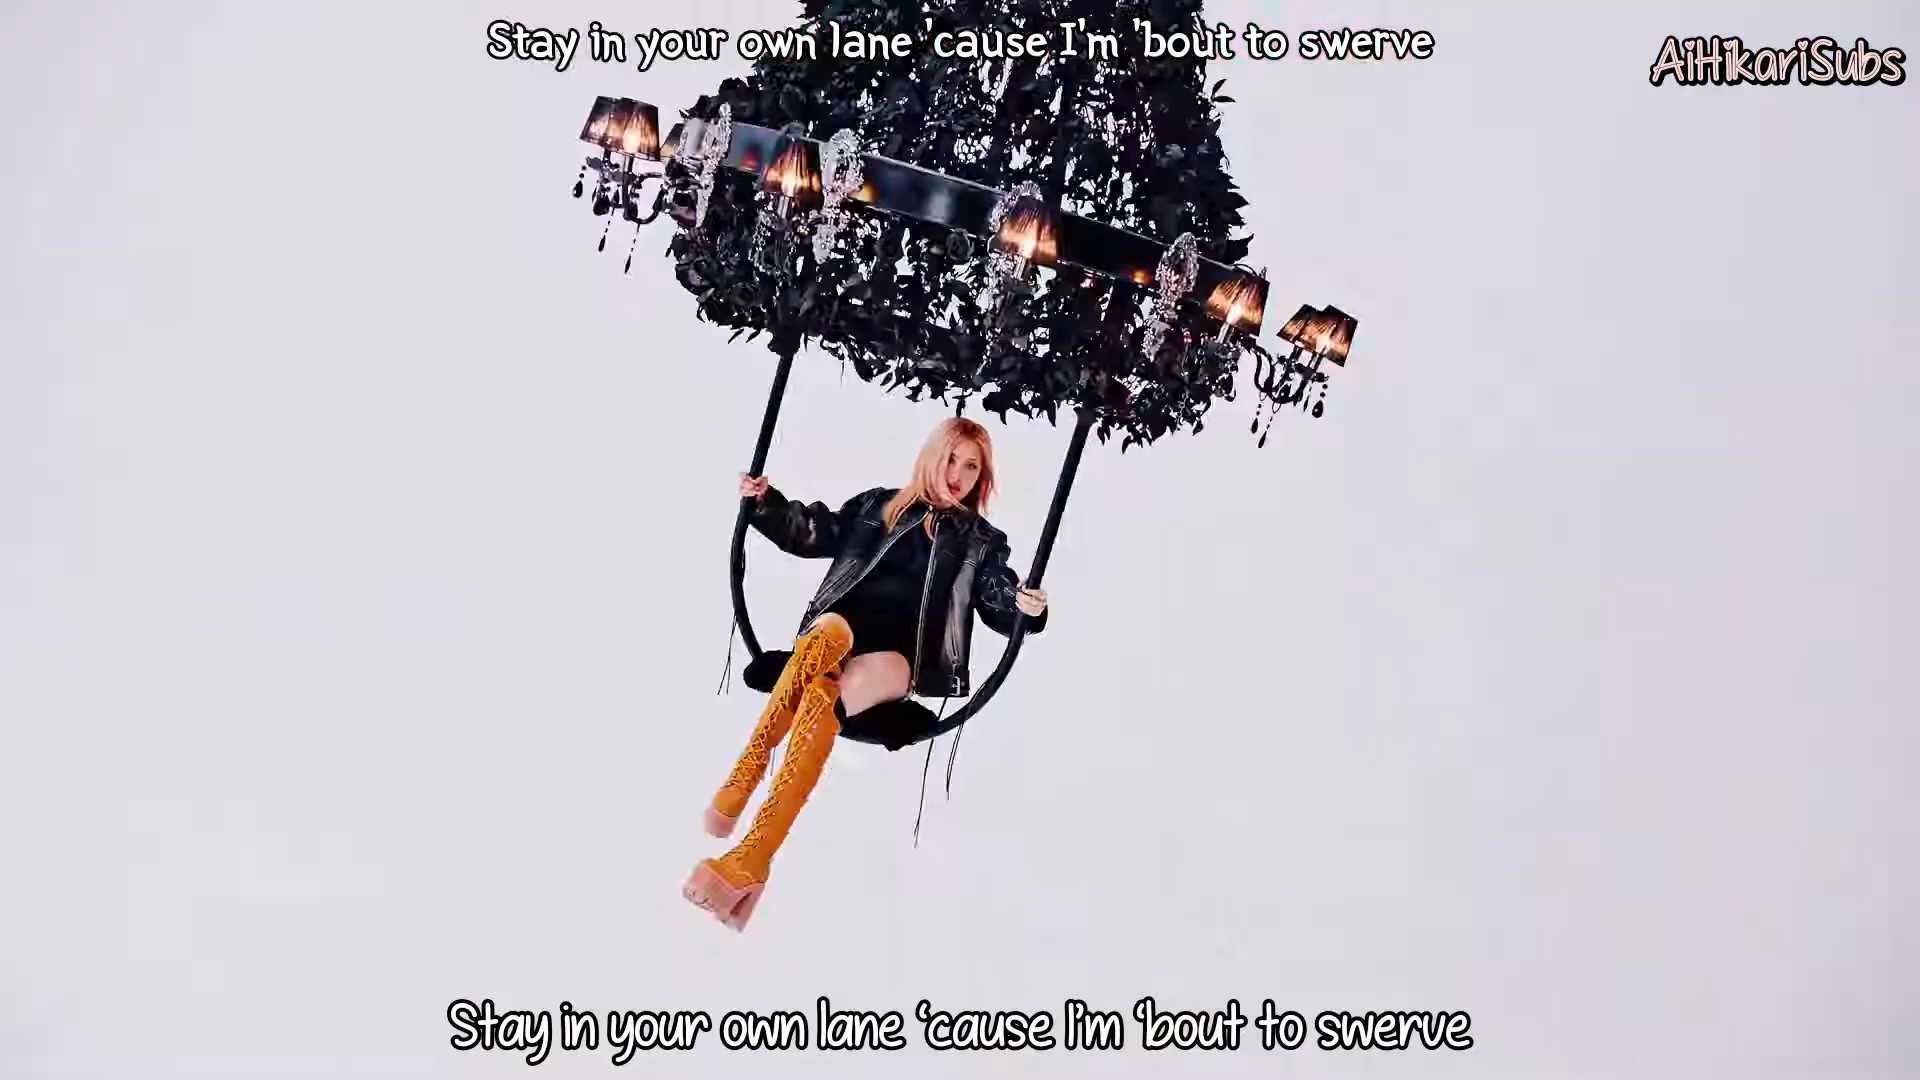 Stay in your own lane 'cause I'm 'bout to swerve
AiHikariSubs
Stay in your own lane ‘cause I'm ‘bout to swerve